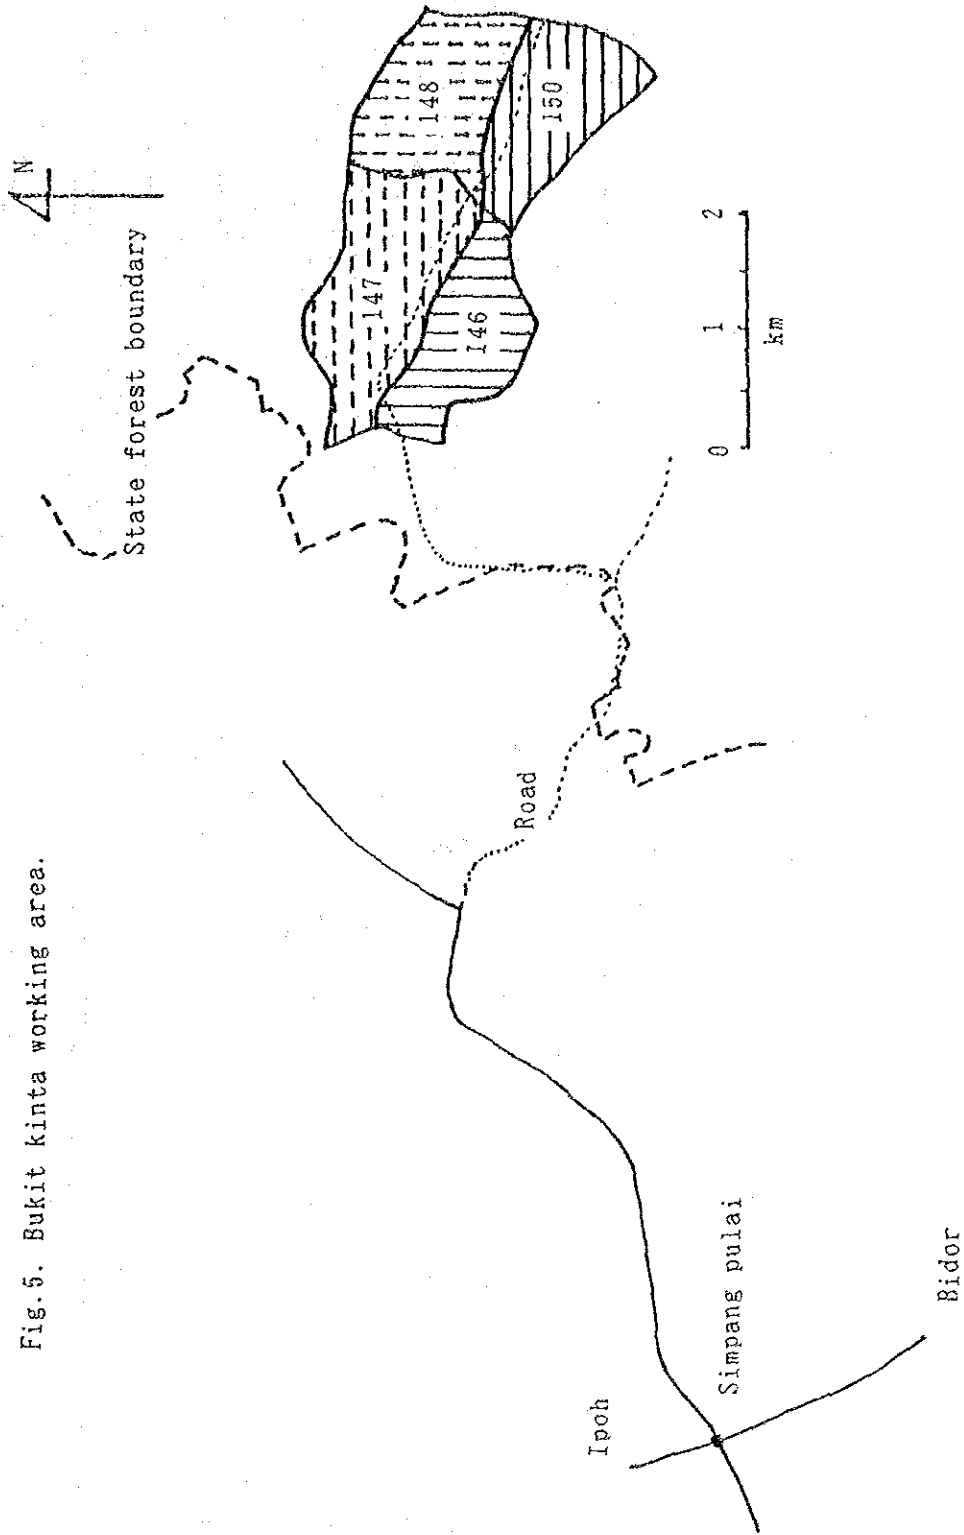 Fig.5. Bukit kinta working area.
N
State forest boundary
148
147
150
146
0 1 2
km
Road
Ipoh
Simpang pulai
Bidor